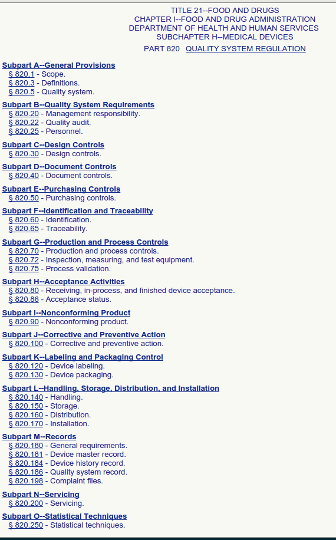 TITLE 21--FOOD AND DRUGS
CHAPTER I--FOOD AND DRUG ADMINISTRATION
DEPARTMENT OF HEALTH AND HUMAN SERVICES
SUBCHAPTER H--MEDICAL DEVICES
PART 820 QUALITY SYSTEM REGULATION
Subpart A--General Provisions
§ 820.1 - Scope.
§ 820.3 - Definitions.
§ 820.5 - Quality system.
Subpart B--Quality System Requirements
§ 820.20 - Management responsibility.
§ 820.22 - Quality audit.
§ 820.25 - Personnel.
Subpart C--Design Controls
§ 820.30 - Design controls.
Subpart D--Document Controls
§ 820.40 - Document controls.
Subpart E--Purchasing Controls
§ 820.50 - Purchasing controls.
Subpart F--Identification and Traceability
§ 820.60 - Identification.
§ 820.65 - Traceability.
Subpart G--Production and Process Controls
§ 820.70 - Production and process controls.
§ 820.72 - Inspection, measuring, and test equipment.
§ 820.75 - Process validation.
Subpart H--Acceptance Activities
§ 820.80 - Receiving, in-process, and finished device acceptance.
§ 820.86 - Acceptance status.
Subpart I--Nonconforming Product
§ 820.90 - Nonconforming product.
Subpart J--Corrective and Preventive Action
§ 820.100 - Corrective and preventive action.
Subpart K--Labeling and Packaging Control
§ 820.120 - Device labeling.
§ 820.130 - Device packaging.
Subpart L--Handling, Storage, Distribution, and Installation
§ 820.140 - Handling.
§ 820.150 - Storage.
§ 820.160 - Distribution.
§ 820.170 - Installation.
Subpart M--Records
§ 820.180 - General requirements.
§ 820.181 - Device master record.
§ 820.184 - Device history record.
§ 820.186 - Quality system record.
§ 820.198 - Complaint files.
Subpart N--Servicing
§ 820.200 - Servicing.
Subpart O--Statistical Techniques
§ 820.250 - Statistical techniques.